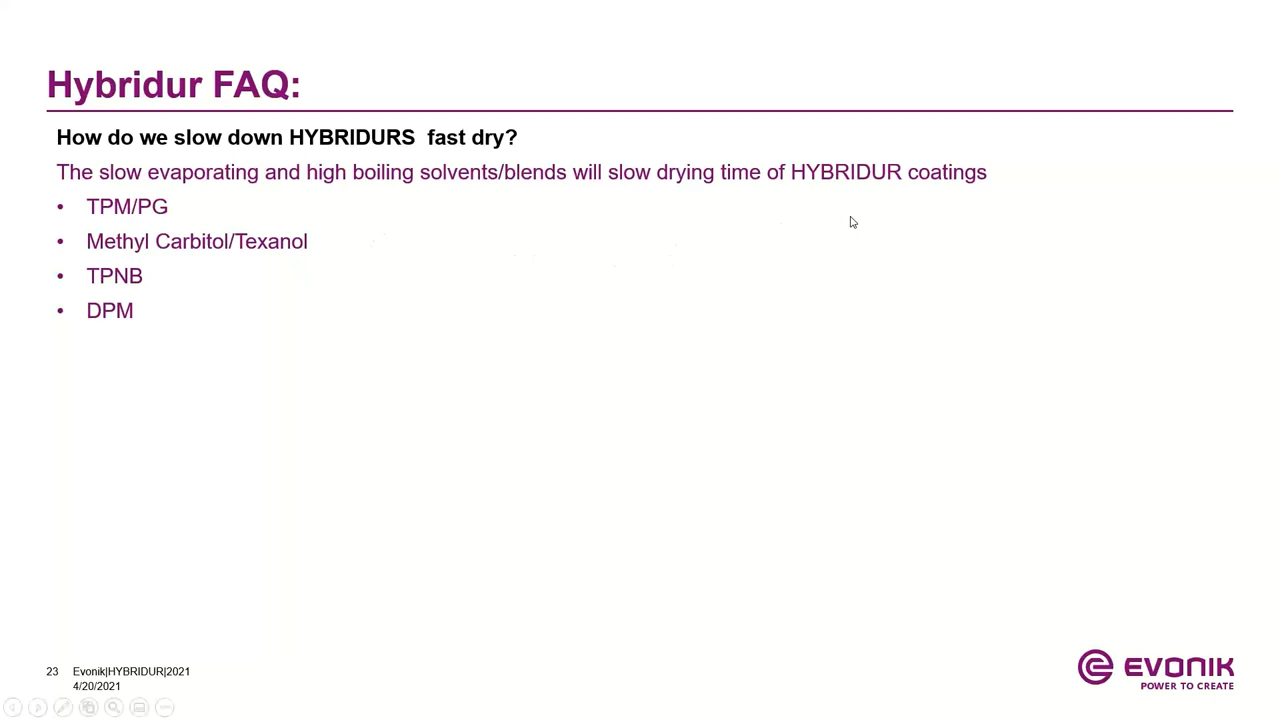 Hybridur FAQ:
How do we slow down HYBRIDURS  fast dry?
The slow evaporating and high boiling solvents/blends will slow drying time of HYBRIDUR coatings
• TPM/PG
• Methyl Carbitol/Texanol
• TPNB
• DPM
23 Evonik|HYBRIDUR|2021
4/20/2021
EVONIK
POWER TO CREATE